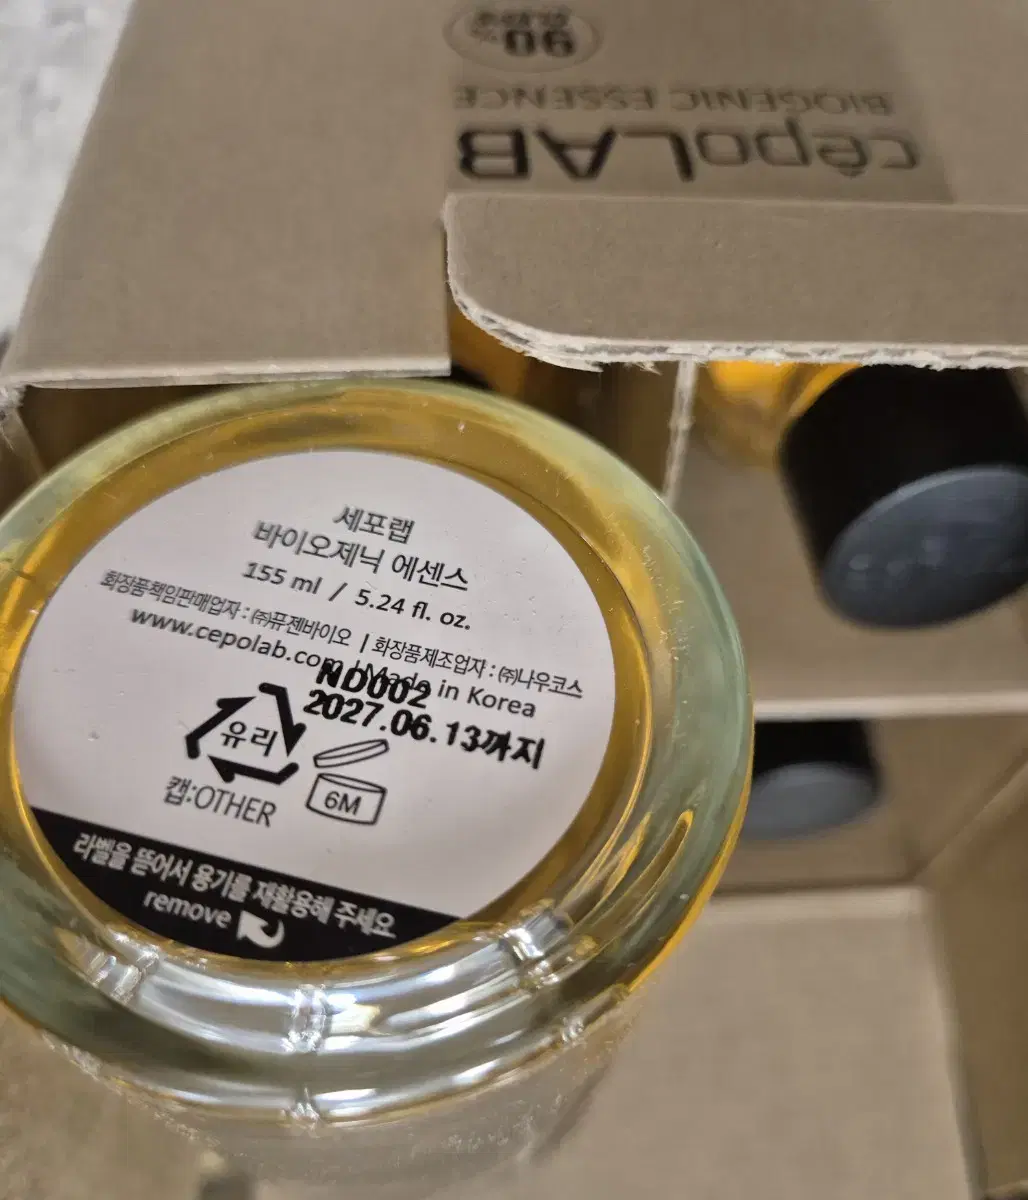 cêpoLAB
BIOGENIC ESSENCE
90%
세포랩
바이오제닉 에센스
155 ml / 5.24 fl. oz.
화장품책임판매업자 : ㈜퓨젠바이오 | 화장품제조업자 : ㈜나우코스
www.cepolab.com | Made in Korea
ND002
2027.06.13까지
유리
캡:OTHER
6M
라벨을 뜯어서 용기를 재활용해 주세요
remove